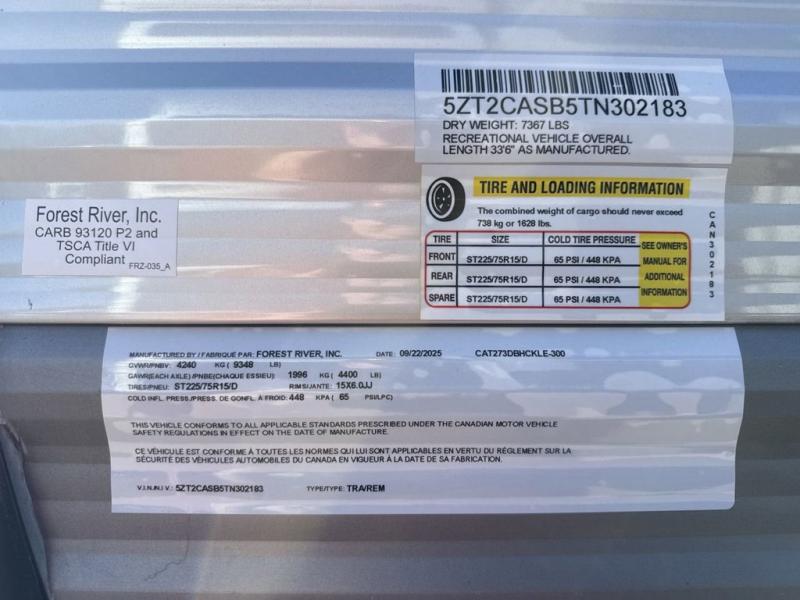 5ZT2CASB5TN302183
DRY WEIGHT: 7367 LBS
RECREATIONAL VEHICLE OVERALL
LENGTH 33'6" AS MANUFACTURED.
TIRE AND LOADING INFORMATION
The combined weight of cargo should never exceed
738 kg or 1628 lbs.
TIRE SIZE COLD TIRE PRESSURE
FRONT ST225/75R15/D 65 PSI / 448 KPA
REAR ST225/75R15/D 65 PSI / 448 KPA
SPARE ST225/75R15/D 65 PSI / 448 KPA
SEE OWNER'S
MANUAL FOR
ADDITIONAL
INFORMATION
CAN302183
Forest River, Inc.
CARB 93120 P2 and
TSCA Title VI
Compliant FRZ-035_A
MANUFACTURED BY / FABRIQUÉ PAR: FOREST RIVER, INC. DATE: 09/22/2025 CAT273DBHCKLE-300
GVWR/PNBV: 4240 KG ( 9348 LB)
GAWR(EACH AXLE) /PNBE(CHAQUE ESSIEU) 1996 KG ( 4400 LB)
TIRES/PNEU: ST225/75R15/D RIMS/JANTE: 15X6.0JJ
COLD INFL. PRESS./PRESS. DE GONFL. À FROID: 448 KPA ( 65 PSI/LPC)
THIS VEHICLE CONFORMS TO ALL APPLICABLE STANDARDS PRESCRIBED UNDER THE CANADIAN MOTOR VEHICLE
SAFETY REGULATIONS IN EFFECT ON THE DATE OF MANUFACTURE.
CE VÉHICULE EST CONFORME À TOUTES LES NORMES QUI LUI SONT APPLICABLES EN VERTU DU RÈGLEMENT SUR LA
SÉCURITÉ DES VÉHICULES AUTOMOBILES DU CANADA EN VIGUEUR À LA DATE DE SA FABRICATION.
V.I.N./N.I.V.: 5ZT2CASB5TN302183 TYPE/TYPE: TRA/REM